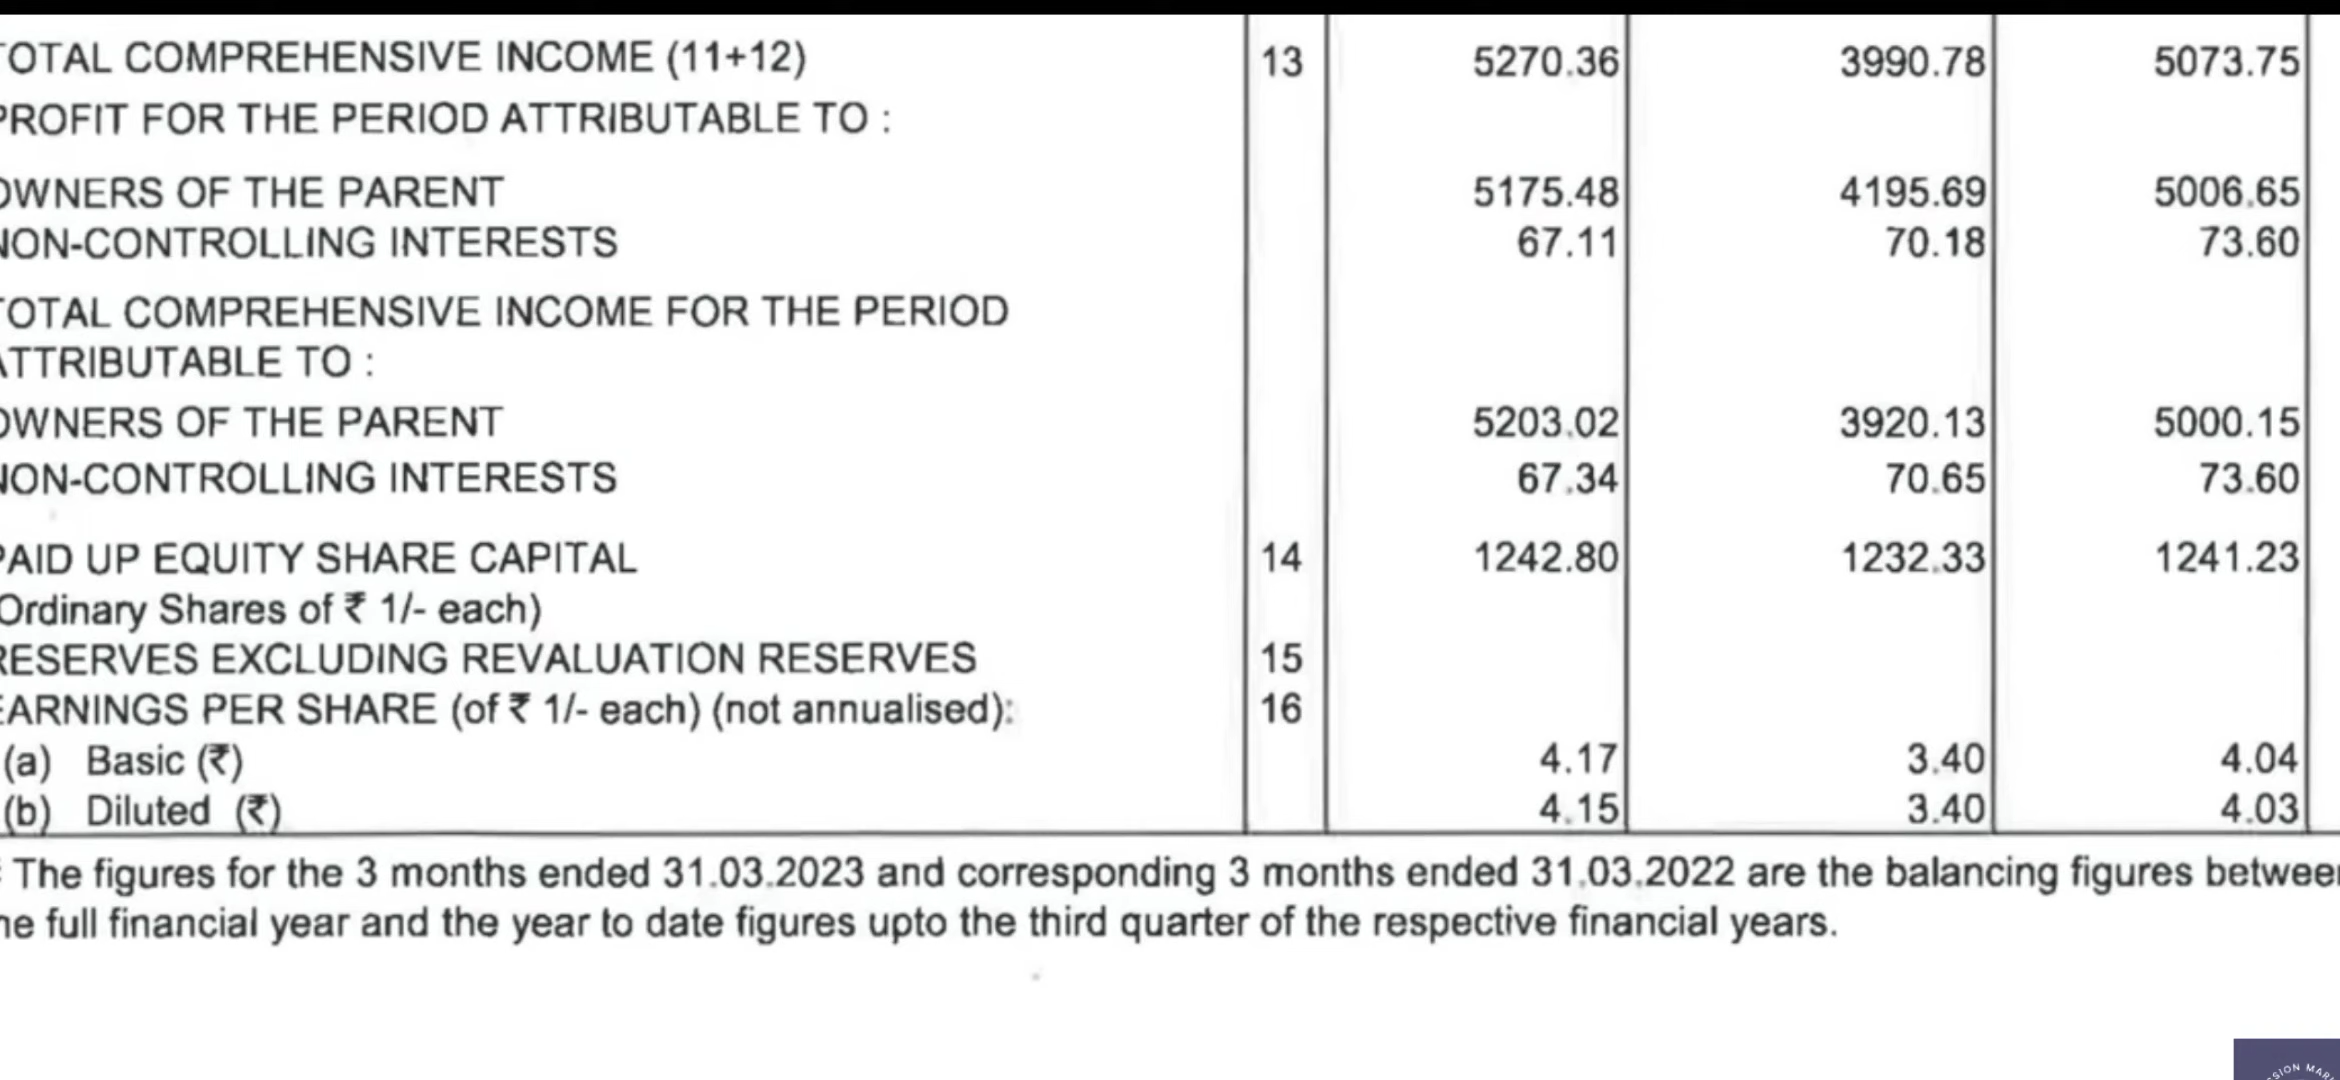 TOTAL COMPREHENSIVE INCOME (11+12) 13 5270.36 3990.78 5073.75
PROFIT FOR THE PERIOD ATTRIBUTABLE TO :
OWNERS OF THE PARENT 5175.48 4195.69 5006.65
NON-CONTROLLING INTERESTS 67.11 70.18 73.60
TOTAL COMPREHENSIVE INCOME FOR THE PERIOD
ATTRIBUTABLE TO :
OWNERS OF THE PARENT 5203.02 3920.13 5000.15
NON-CONTROLLING INTERESTS 67.34 70.65 73.60
PAID UP EQUITY SHARE CAPITAL 14 1242.80 1232.33 1241.23
Ordinary Shares of ₹ 1/- each)
RESERVES EXCLUDING REVALUATION RESERVES 15
EARNINGS PER SHARE (of ₹ 1/- each) (not annualised): 16
(a) Basic (₹) 4.17 3.40 4.04
(b) Diluted (₹) 4.15 3.40 4.03
The figures for the 3 months ended 31.03.2023 and corresponding 3 months ended 31.03.2022 are the balancing figures between
he full financial year and the year to date figures upto the third quarter of the respective financial years.